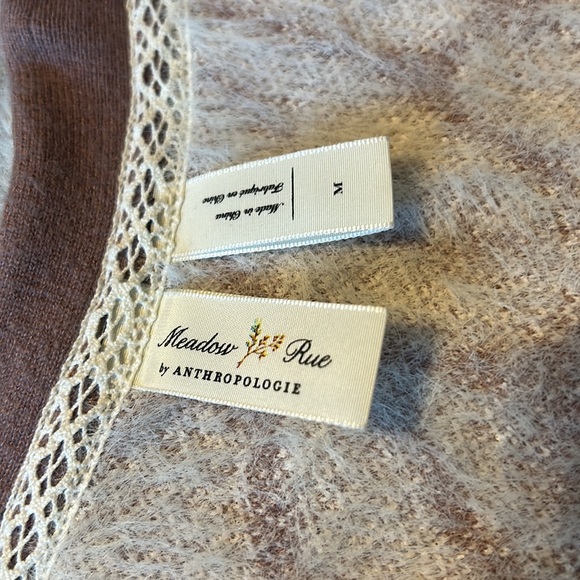 M
Made in China
Fabriqué en Chine
Meadow Rue
by ANTHROPOLOGIE